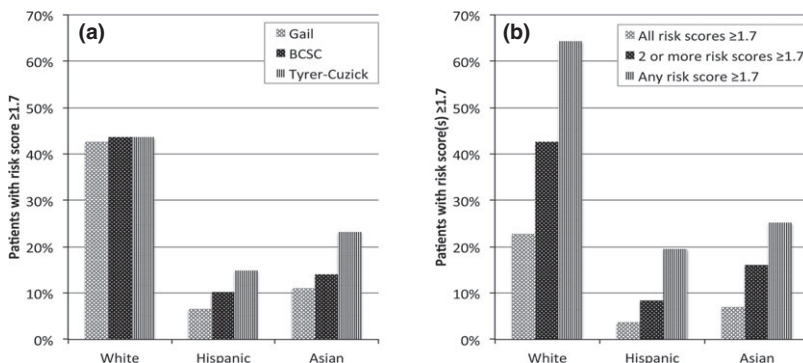 (a)
Patients with risk score ≥1.7
70%
60%
50%
40%
30%
20%
10%
0%
Gail
BCSC
Tyrer-Cuzick
White Hispanic Asian
(b)
Patients with risk score(s) ≥1.7
70%
60%
50%
40%
30%
20%
10%
0%
All risk scores ≥1.7
2 or more risk scores ≥1.7
Any risk score ≥1.7
White Hispanic Asian